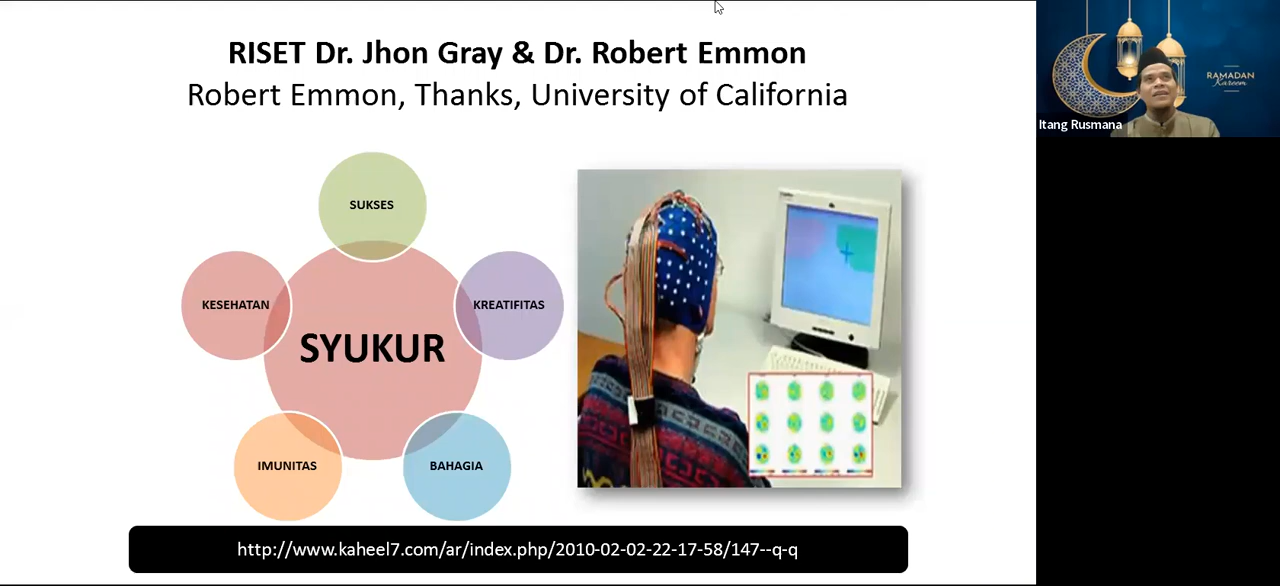 RISET Dr. Jhon Gray & Dr. Robert Emmon
Robert Emmon, Thanks, University of California
SUKSES
KESEHATAN
KREATIFITAS
SYUKUR
IMUNITAS
BAHAGIA
http://www.kaheel7.com/ar/index.php/2010-02-02-22-17-58/147--q-q
RAMADAN
Kareem
Itang Rusmana